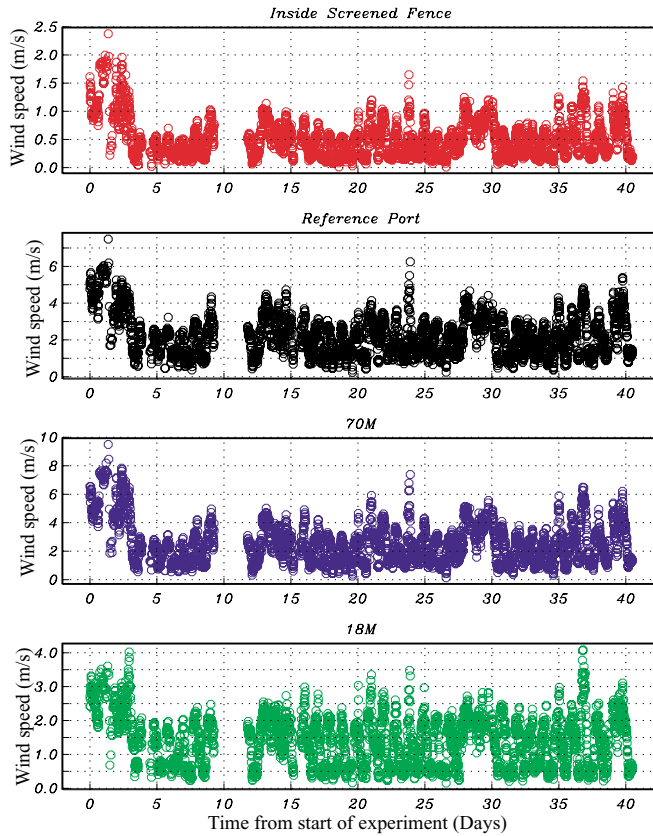 Inside Screened Fence
Wind speed (m/s)
2.5
2.0
1.5
1.0
0.5
0.0
0 5 10 15 20 25 30 35 40
Reference Port
Wind speed (m/s)
6
4
2
0
0 5 10 15 20 25 30 35 40
70M
Wind speed (m/s)
10
8
6
4
2
0
0 5 10 15 20 25 30 35 40
18M
Wind speed (m/s)
4.0
3.0
2.0
1.0
0.0
0 5 10 15 20 25 30 35 40
Time from start of experiment (Days)